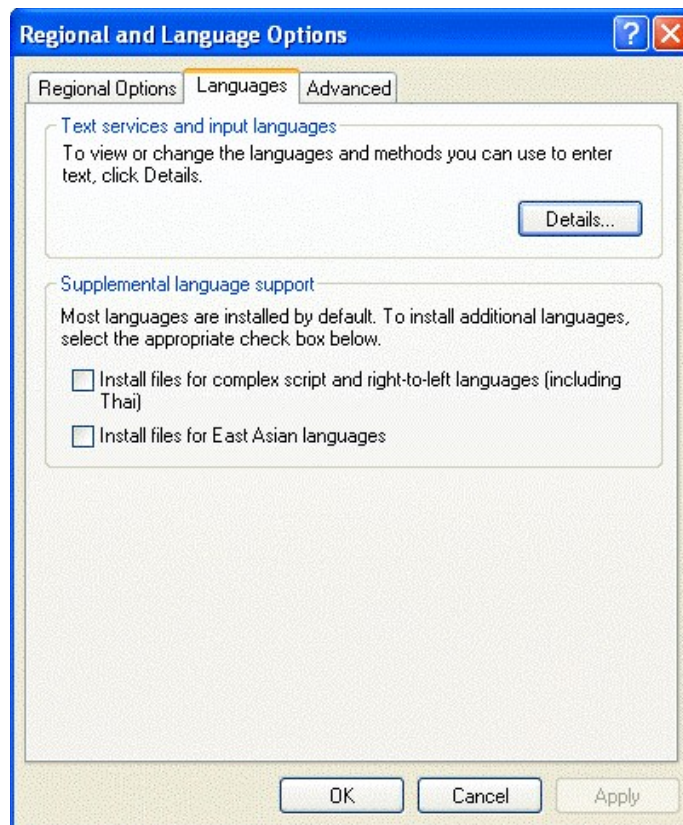 Regional and Language Options
Regional Options Languages Advanced
Text services and input languages
To view or change the languages and methods you can use to enter
text, click Details.
Details...
Supplemental language support
Most languages are installed by default. To install additional languages,
select the appropriate check box below.
Install files for complex script and right-to-left languages (including
Thai)
Install files for East Asian languages
OK Cancel Apply